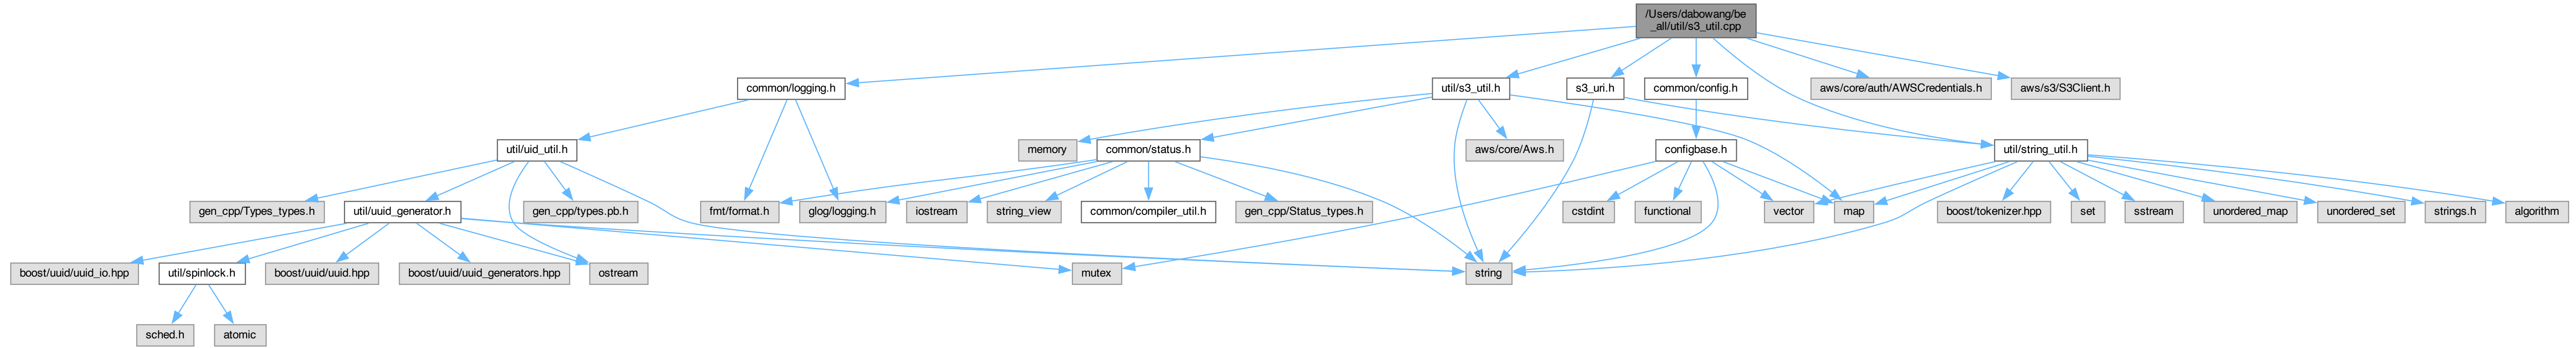 /Users/dabowang/be
_all/util/s3_util.cpp
common/logging.h
util/s3_util.h
s3_uri.h
common/config.h
aws/core/auth/AWSCredentials.h
aws/s3/S3Client.h
util/uid_util.h
memory
common/status.h
aws/core/Aws.h
configbase.h
util/string_util.h
gen_cpp/Types_types.h
util/uuid_generator.h
gen_cpp/types.pb.h
fmt/format.h
glog/logging.h
iostream
string_view
common/compiler_util.h
gen_cpp/Status_types.h
cstdint
functional
vector
map
boost/tokenizer.hpp
set
sstream
unordered_map
unordered_set
strings.h
algorithm
boost/uuid/uuid_io.hpp
util/spinlock.h
boost/uuid/uuid.hpp
boost/uuid/uuid_generators.hpp
ostream
mutex
string
sched.h
atomic